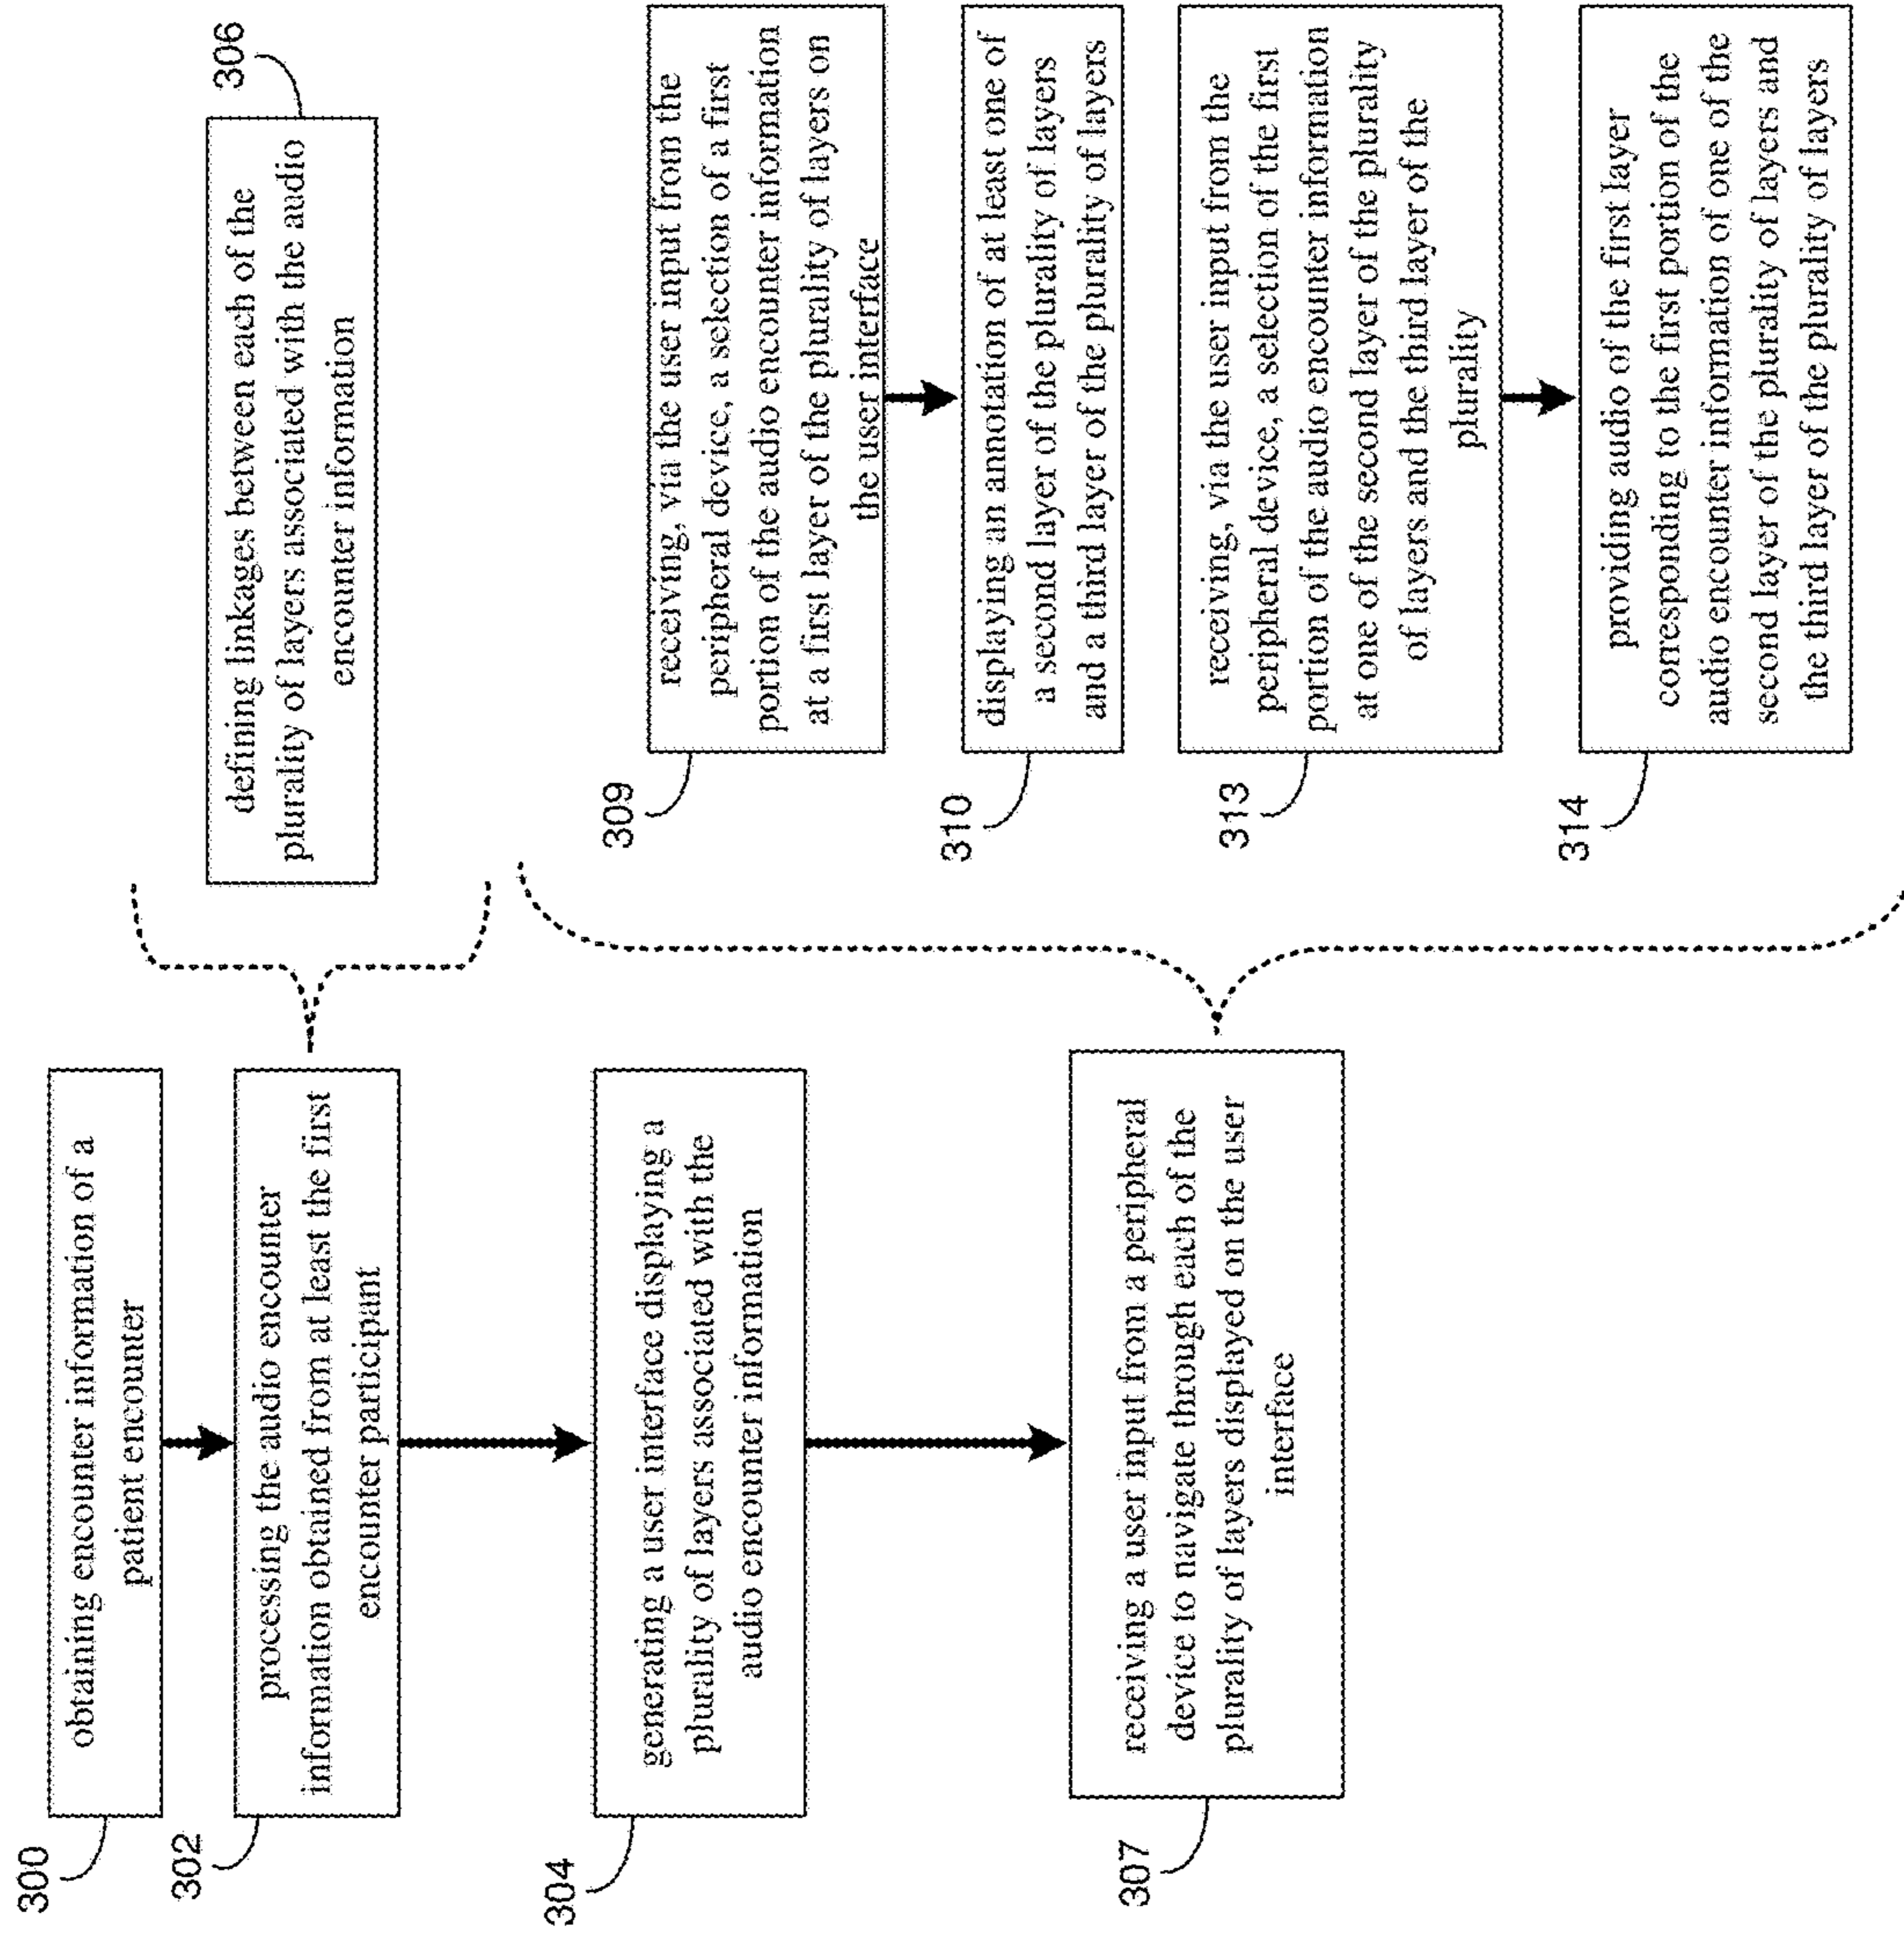 300
obtaining encounter information of a
patient encounter
302
processing the audio encounter
information obtained from at least the first
encounter participant
306
defining linkages between each of the
plurality of layers associated with the audio
encounter information
304
generating a user interface displaying a
plurality of layers associated with the
audio encounter information
307
receiving a user input from a peripheral
device to navigate through each of the
plurality of layers displayed on the user
interface
309
receiving, via the user input from the
peripheral device, a selection of a first
portion of the audio encounter information
at a first layer of the plurality of layers on
the user interface
310
displaying an annotation of at least one of
a second layer of the plurality of layers
and a third layer of the plurality of layers
313
receiving, via the user input from the
peripheral device, a selection of the first
portion of the audio encounter information
at one of the second layer of the plurality
of layers and the third layer of the
plurality
314
providing audio of the first layer
corresponding to the first portion of the
audio encounter information of one of the
second layer of the plurality of layers and
the third layer of the plurality of layers